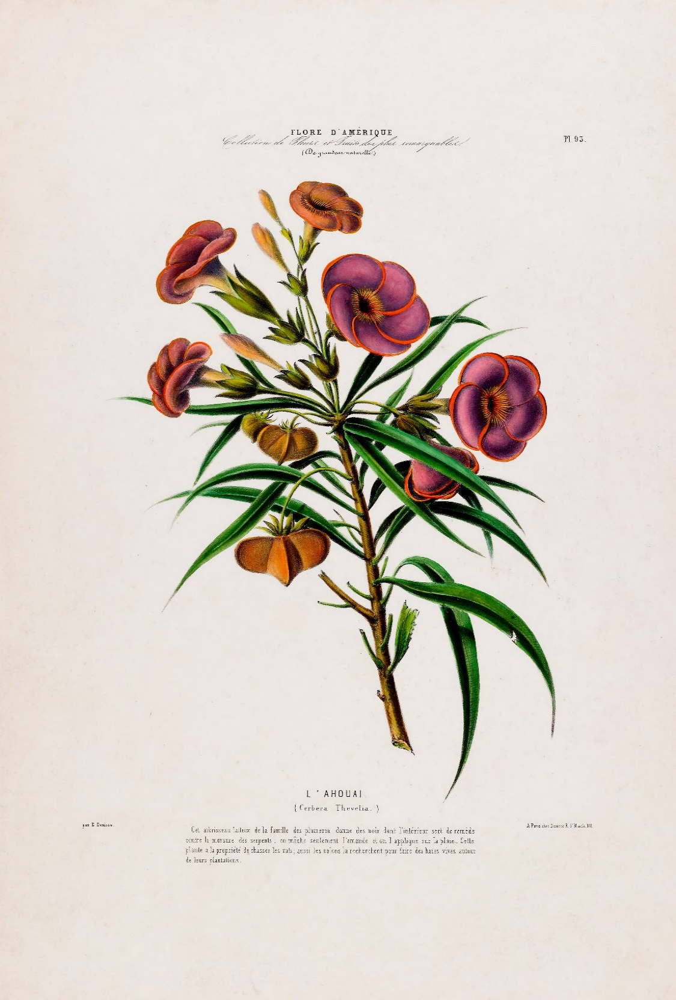 FLORE D'AMÉRIQUE
Pl. 93.
Collection de Fleurs et Fruits des plus remarquables
(De grandeur naturelle.)
L'AHOUAI
(Cerbera Thevelia.)
par E. Denisse.
A Paris chez Denisse R. St. Martin, 181.
Cet arbrisseau laiteux de la famille des plumeria donne des noix dont l'intérieur sert de remède
contre la morsure des serpents; on mâche seulement l'amande et on l'applique sur la plaie. Cette
plante a la propriété de chasser les rats; aussi les colons la recherchent pour faire des haies vives autour
de leurs plantations.